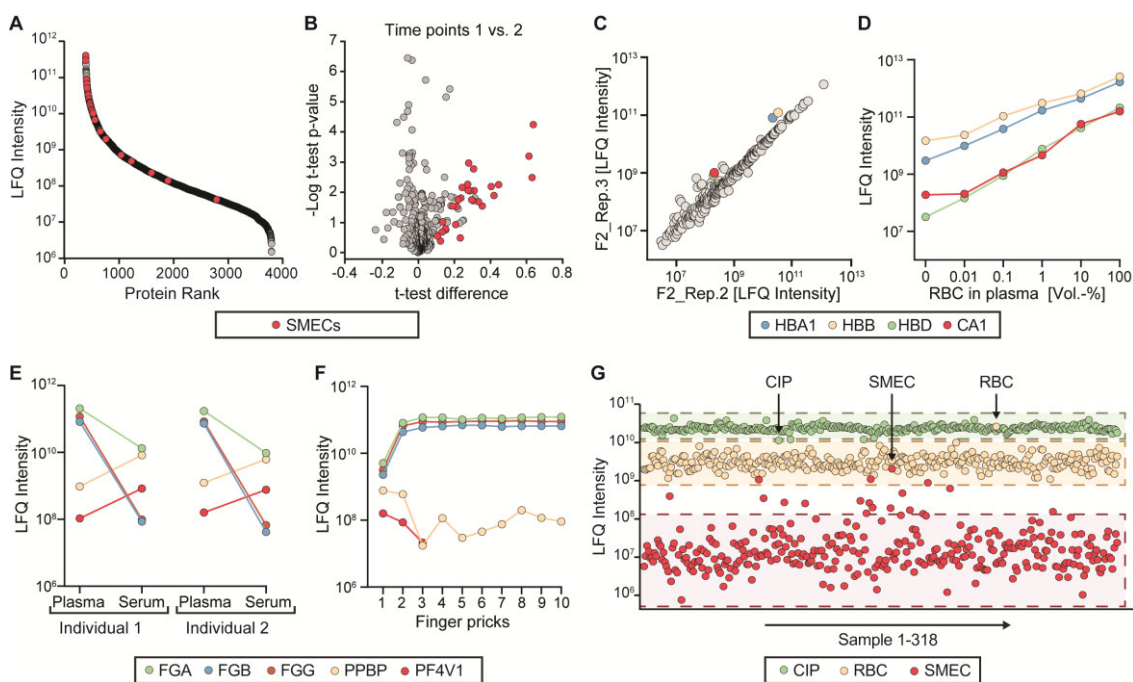 A
LFQ Intensity
10¹²
10¹¹
10¹⁰
10⁹
10⁸
10⁷
10⁶
0 1000 2000 3000 4000
Protein Rank
B
Time points 1 vs. 2
-Log t-test p-value
7
6
5
4
3
2
1
0
-0.4 -0.2 0 0.2 0.4 0.6 0.8
t-test difference
SMECs
C
F2_Rep.3 [LFQ Intensity]
10¹³
10¹¹
10⁹
10⁷
10⁷ 10⁹ 10¹¹ 10¹³
F2_Rep.2 [LFQ Intensity]
D
LFQ Intensity
10¹³
10¹¹
10⁹
10⁷
0 0.01 0.1 1 10 100
RBC in plasma [Vol.-%]
HBA1 HBB HBD CA1
E
LFQ Intensity
10¹²
10¹⁰
10⁸
10⁶
Plasma Serum Plasma Serum
Individual 1 Individual 2
F
LFQ Intensity
10¹²
10¹⁰
10⁸
10⁶
1 2 3 4 5 6 7 8 9 10
Finger pricks
FGA FGB FGG PPBP PF4V1
G
CIP SMEC RBC
LFQ Intensity
10¹¹
10¹⁰
10⁹
10⁸
10⁷
10⁶
Sample 1-318
CIP RBC SMEC